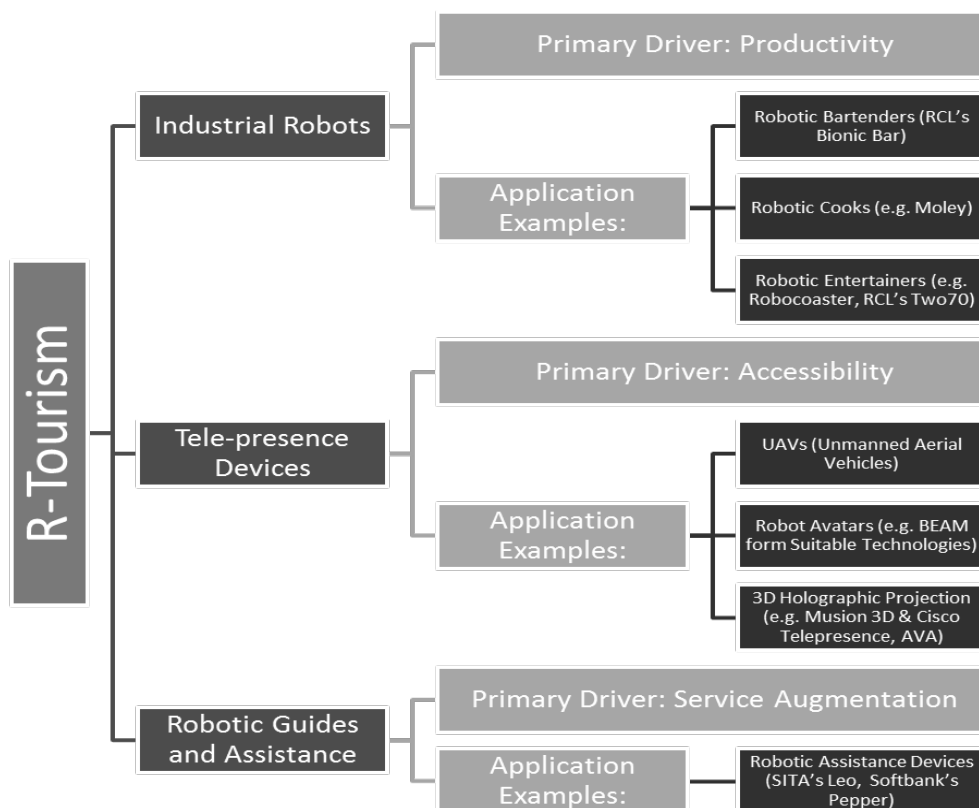 R-Tourism
Industrial Robots
Primary Driver: Productivity
Application
Examples:
Robotic Bartenders (RCL's
Bionic Bar)
Robotic Cooks (e.g. Moley)
Robotic Entertainers (e.g.
Robocoaster, RCL's Two70)
Tele-presence
Devices
Primary Driver: Accessibility
Application
Examples:
UAVs (Unmanned Aerial
Vehicles)
Robot Avatars (e.g. BEAM
form Suitable Technologies)
3D Holographic Projection
(e.g. Musion 3D & Cisco
Telepresence, AVA)
Robotic Guides
and Assistance
Primary Driver: Service Augmentation
Application
Examples:
Robotic Assistance Devices
(SITA's Leo, Softbank's
Pepper)